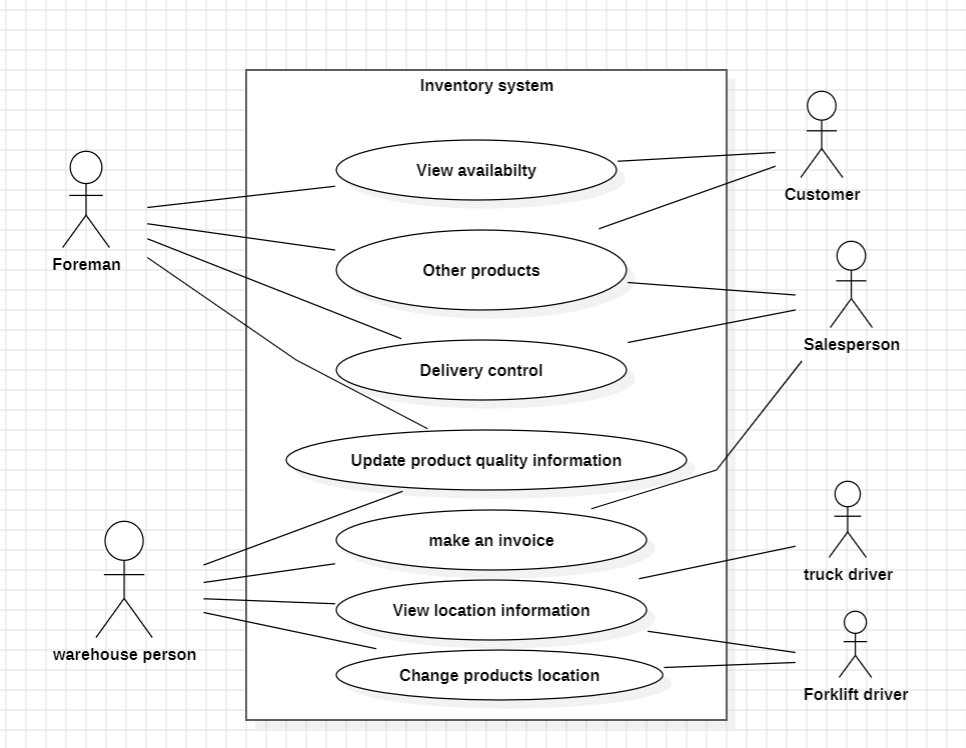 Inventory system
View availabilty
Customer
Foreman
Other products
Salesperson
Delivery control
Update product quality information
make an invoice
truck driver
View location information
warehouse person
Change products location
Forklift driver